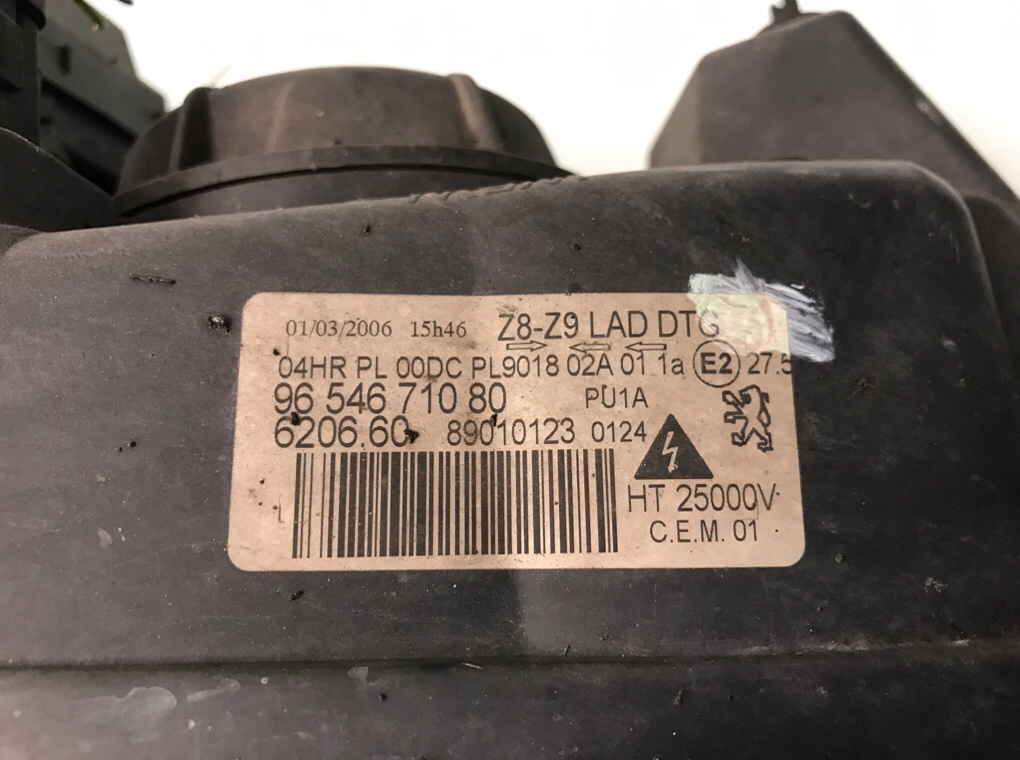 01/03/2006 15h46 Z8-Z9 LAD DTG
04HR PL 00DC PL9018 02A 01 1a E2 27.5
96 546 710 80 PU1A
6206.60 89010123 0124
HT 25000V
C.E.M. 01